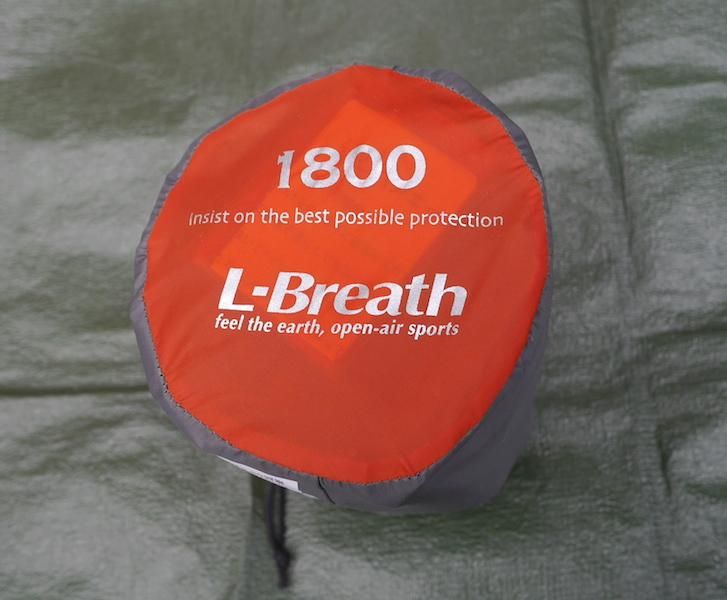 1800
Insist on the best possible protection
L-Breath
feel the earth, open-air sports